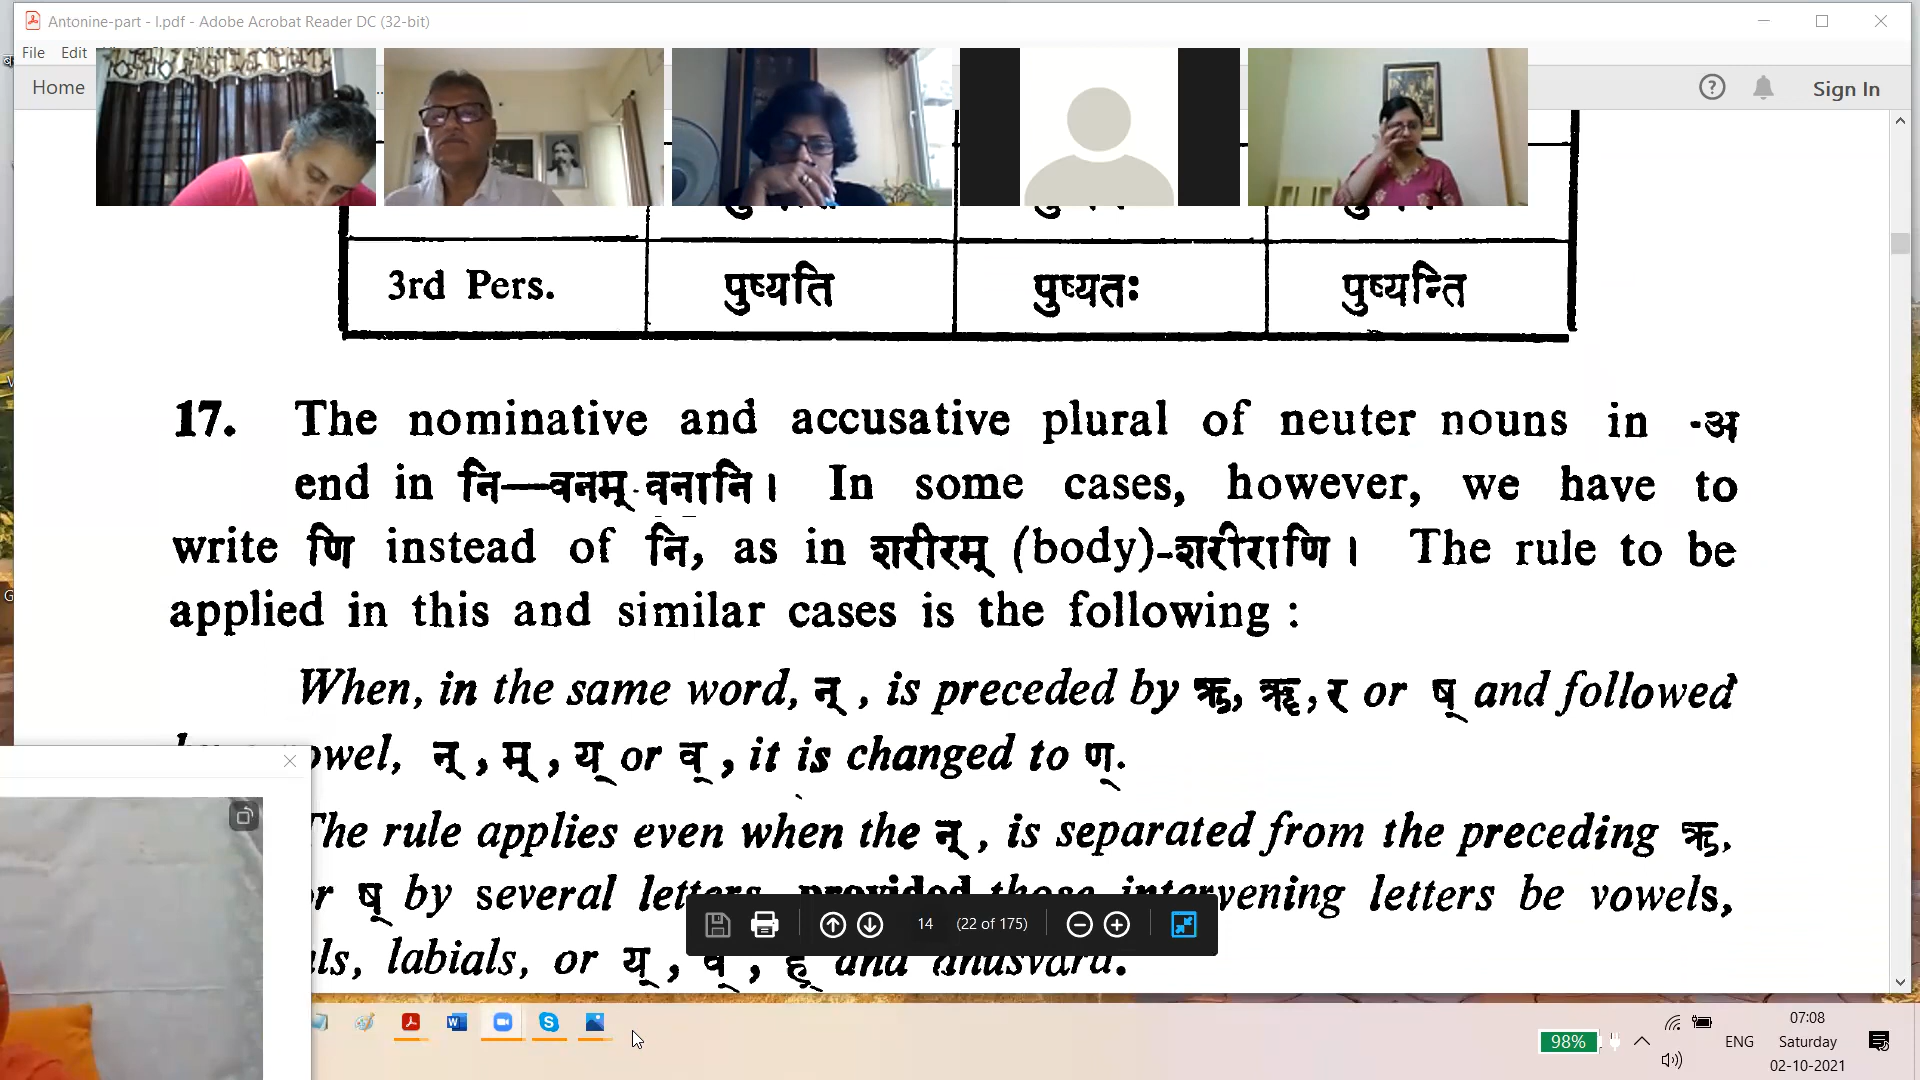 Antonine-part - I.pdf - Adobe Acrobat Reader DC (32-bit)
File Edit
Home
Sign In
3rd Pers. पुष्यति पुष्यतः पुष्यन्ति
17. The nominative and accusative plural of neuter nouns in -अ
end in नि—वनम् वनानि। In some cases, however, we have to
write णि instead of नि, as in शरीरम् (body)-शरीराणि। The rule to be
applied in this and similar cases is the following :
When, in the same word, न्, is preceded by ऋ, ॠ, र or ष् and followed
न्, म्, य् or व्, it is changed to ण्.
The rule applies even when the न्, is separated from the preceding ऋ,
ष् by several letters, provided those intervening letters be vowels,
labials, or य्, व्, ह् and anusvara.
14 (22 of 175)
98% ENG 07:08
Saturday
02-10-2021